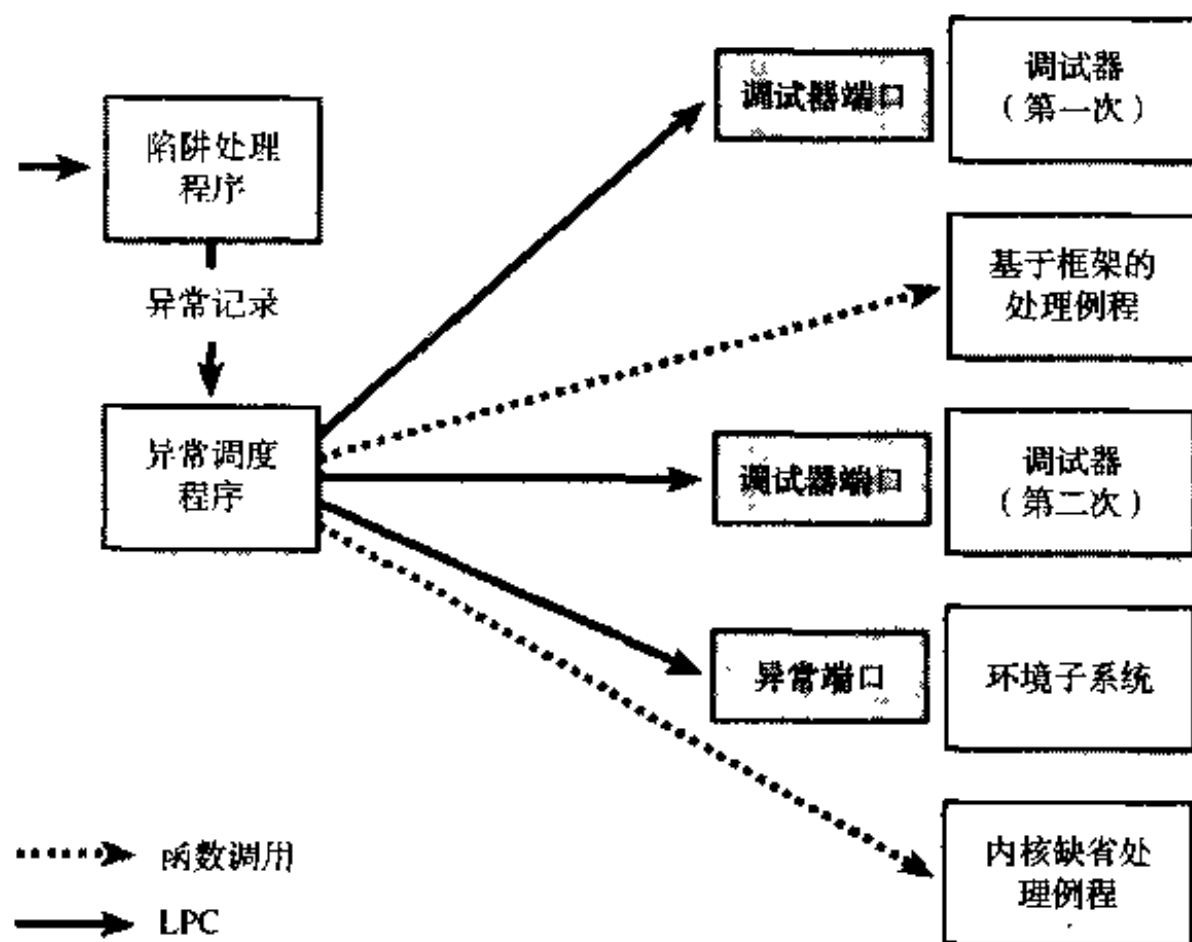 调试器端口
调试器
(第一次)
陷阱处理
程序
基于框架的
处理例程
异常记录
异常调度
程序
调试器端口
调试器
(第二次)
异常端口
环境子系统
内核缺省处
理例程
函数调用
LPC